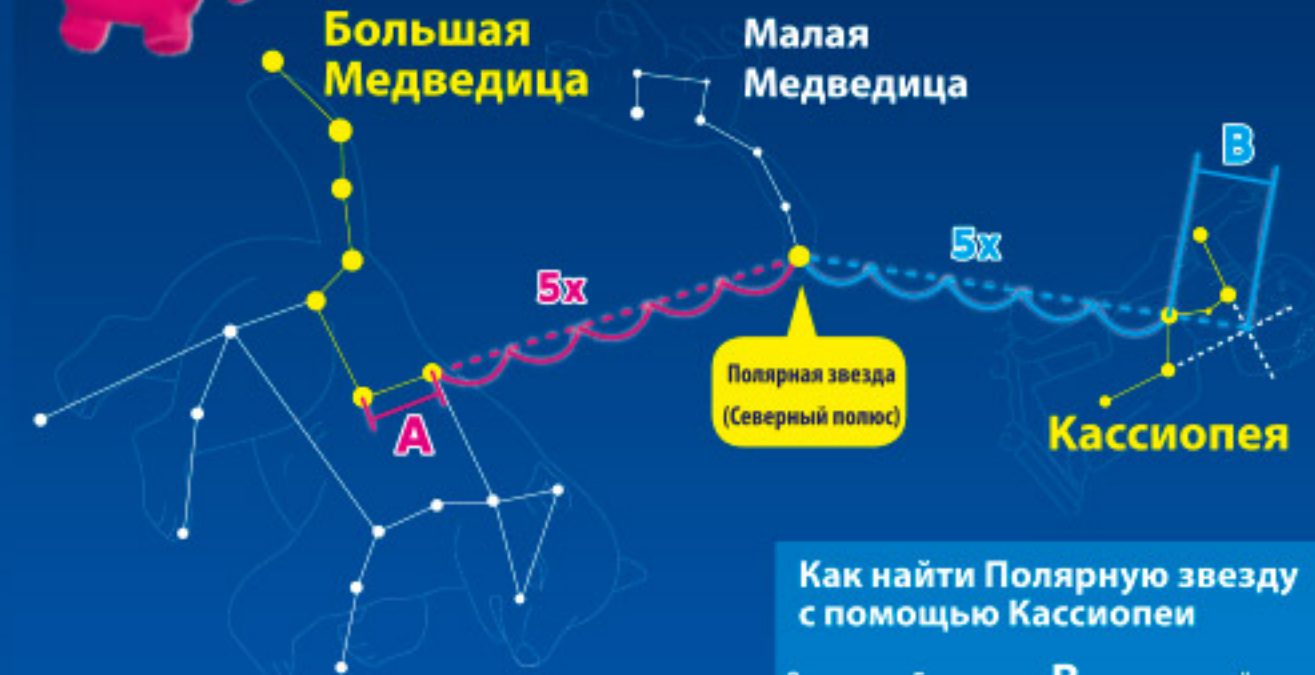 Большая
Медведица
Малая
Медведица
B
5x
5x
A
Полярная звезда
(Северный полюс)
Кассиопея
Как найти Полярную звезду
с помощью Кассиопеи
B